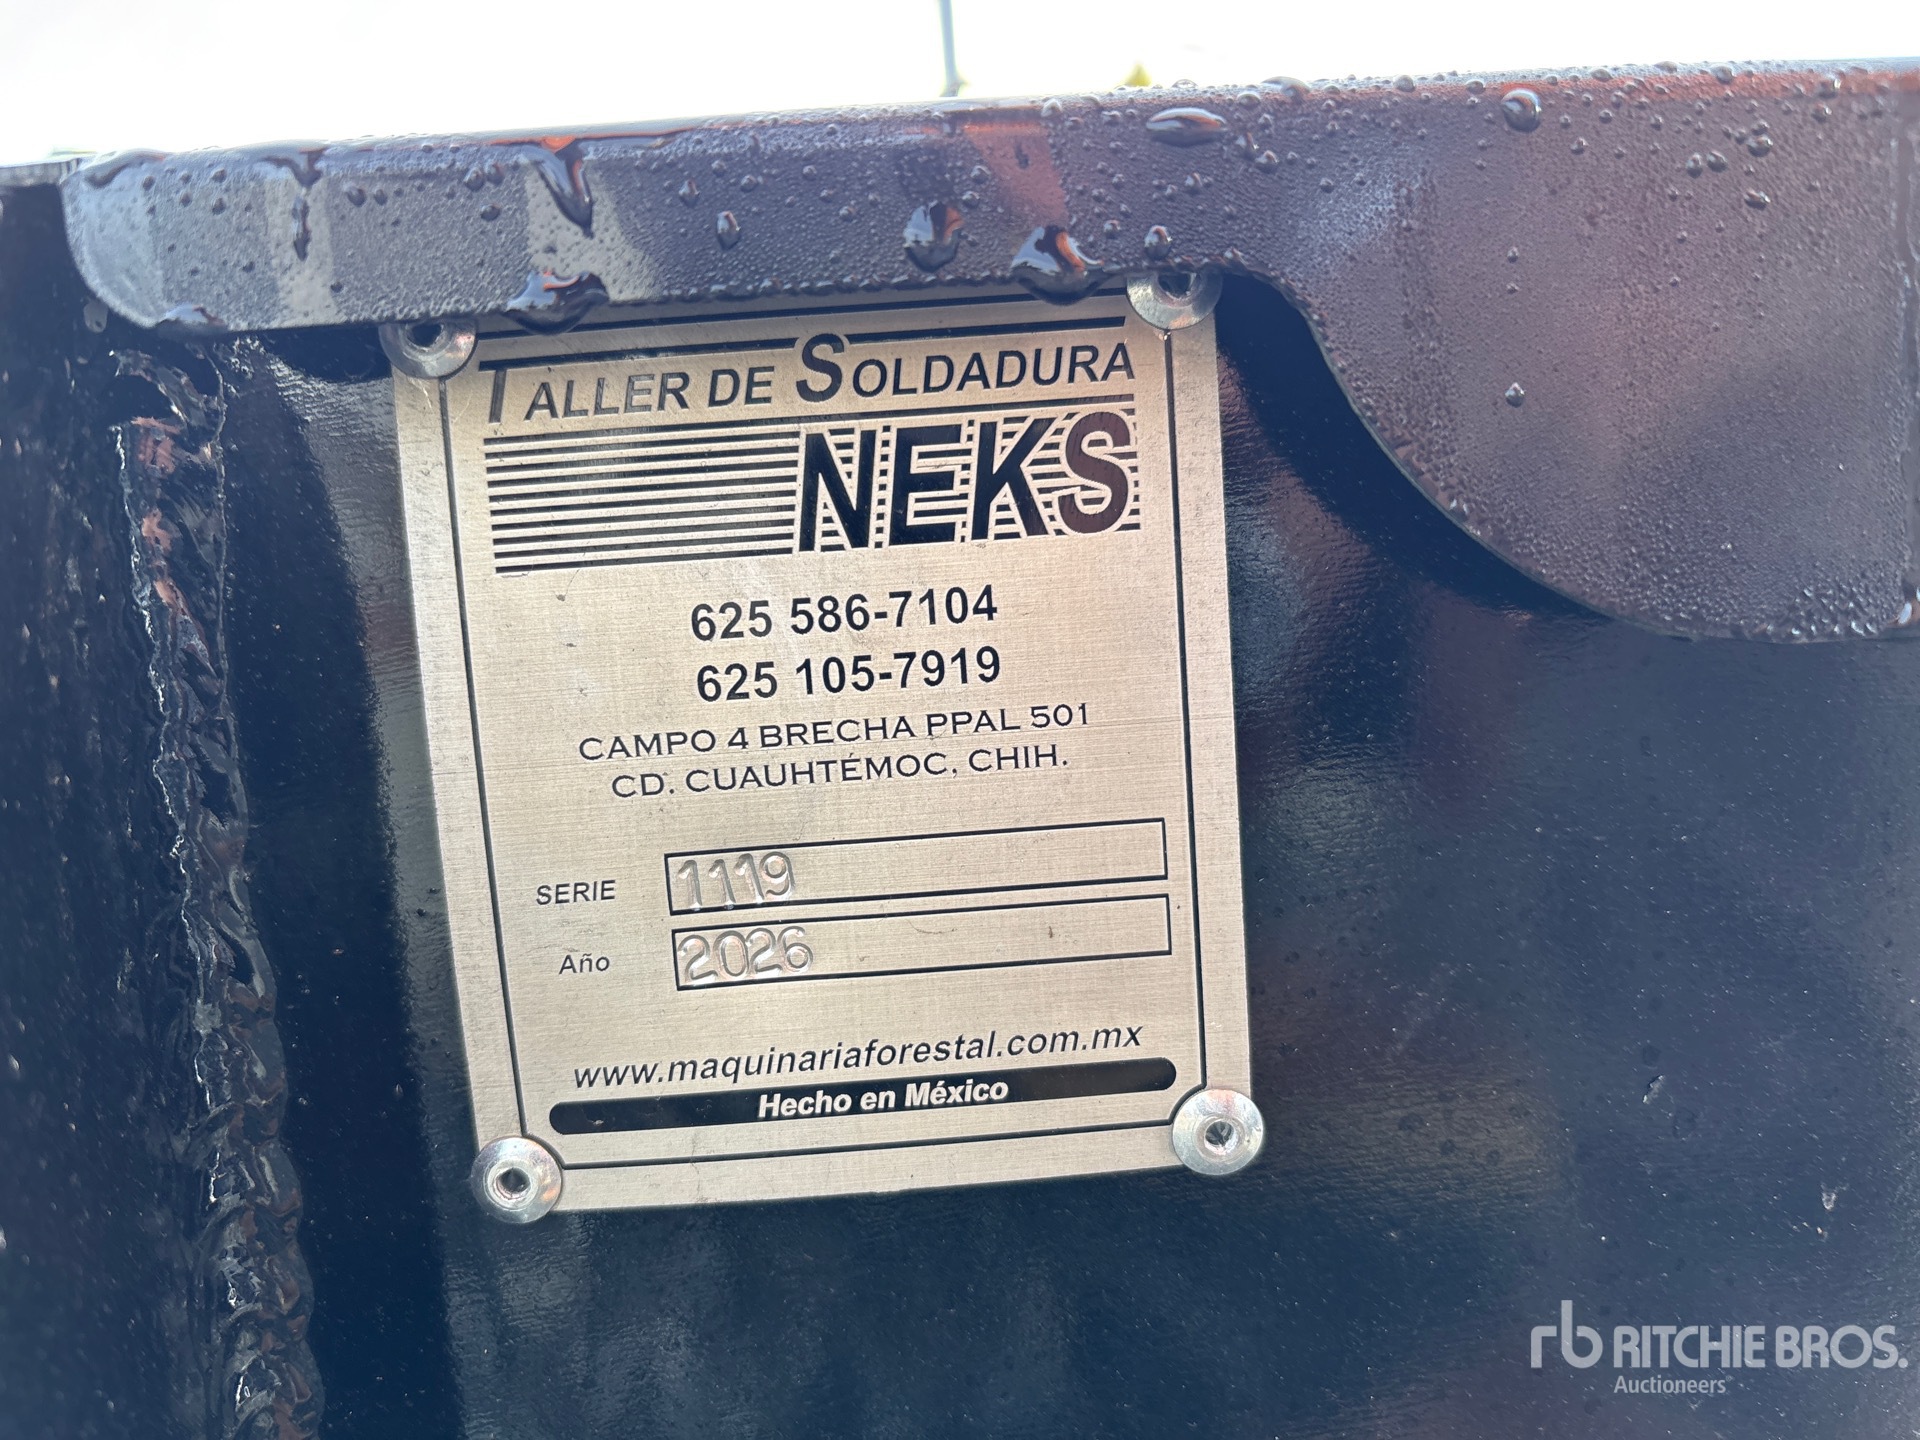 TALLER DE SOLDADURA
NEKS
625 586-7104
625 105-7919
CAMPO 4 BRECHA PPAL 501
CD. CUAUHTÉMOC, CHIH.
SERIE 1119
Año 2026
www.maquinariaforestal.com.mx
Hecho en México
rb RITCHIE BROS.
Auctioneers